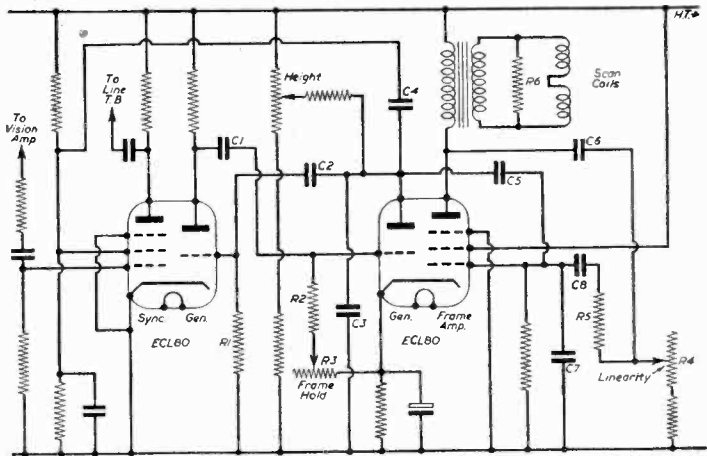 H.T.+
To
Line
T.B
To
Vision
Amp
Height
C4
R6
Scan
Coils
C1
C2
C5
C6
Sync.
Gen.
ECL80
R1
R2
R3
Frame
Hold
C3
Gen.
Frame
Amp.
ECL80
C8
R5
C7
R4
Linearity